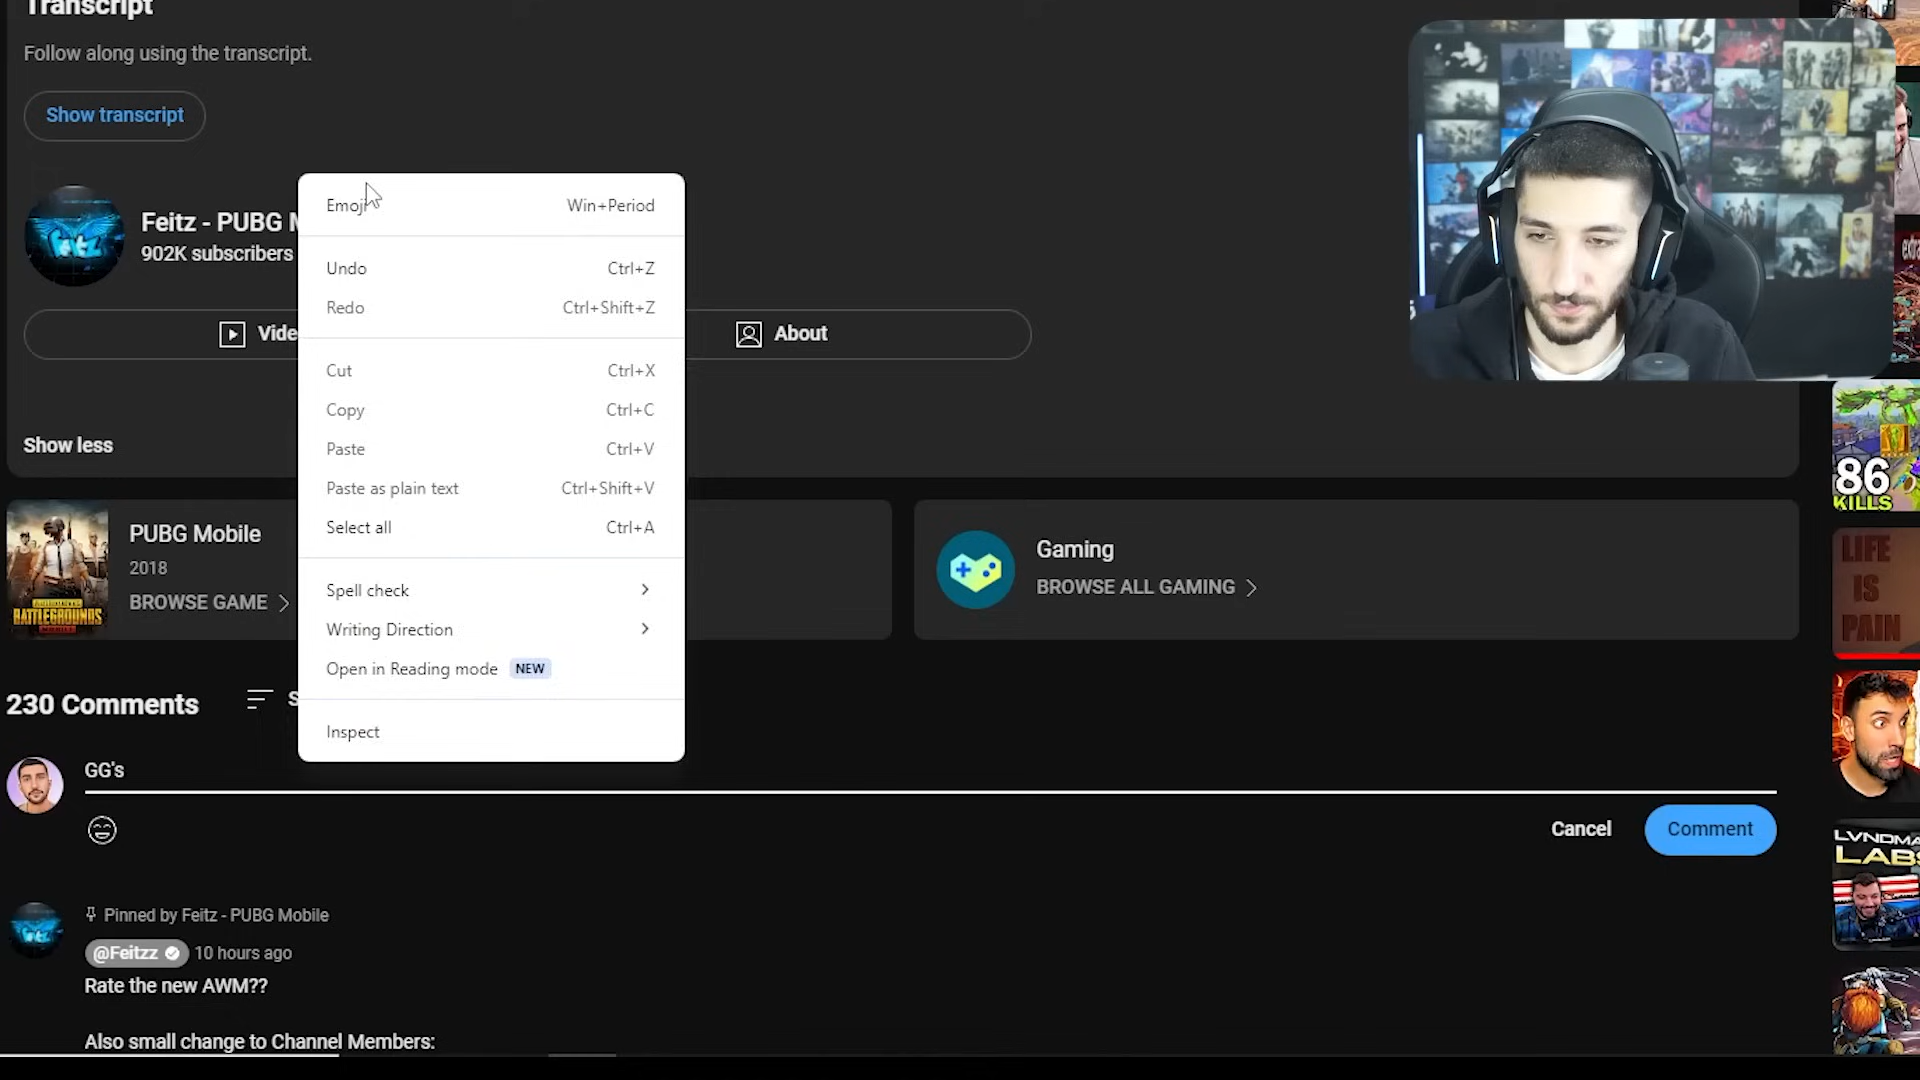 Transcript
Follow along using the transcript.
Show transcript
Feitz - PUBG M
902K subscribers
Vide
About
Show less
Emoji Win+Period
Undo Ctrl+Z
Redo Ctrl+Shift+Z
Cut Ctrl+X
Copy Ctrl+C
Paste Ctrl+V
Paste as plain text Ctrl+Shift+V
Select all Ctrl+A
Spell check
Writing Direction
Open in Reading mode NEW
Inspect
PUBG Mobile
2018
BROWSE GAME
BATTLEGROUNDS
Gaming
BROWSE ALL GAMING
86
KILLS
LIFE
IS
PAIN
230 Comments
S
GG's
Cancel
Comment
LVNDMA
LABS
Pinned by Feitz - PUBG Mobile
@Feitzz 10 hours ago
Rate the new AWM??
Also small change to Channel Members: